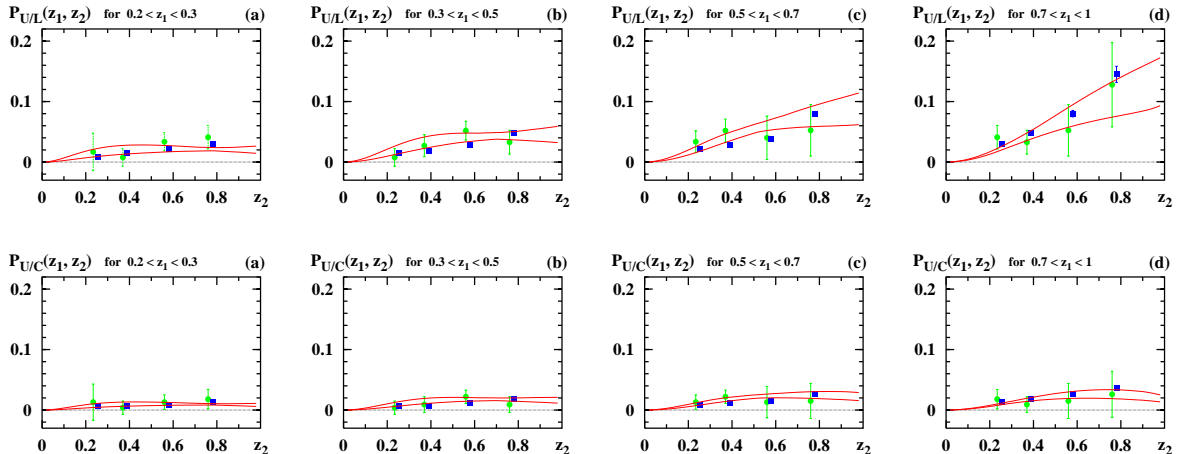 P_{U/L}(z_1, z_2) for 0.2 < z_1 < 0.3 (a)
0.2
0.1
0
0 0.2 0.4 0.6 0.8 z_2
P_{U/L}(z_1, z_2) for 0.3 < z_1 < 0.5 (b)
0.2
0.1
0
0 0.2 0.4 0.6 0.8 z_2
P_{U/L}(z_1, z_2) for 0.5 < z_1 < 0.7 (c)
0.2
0.1
0
0 0.2 0.4 0.6 0.8 z_2
P_{U/L}(z_1, z_2) for 0.7 < z_1 < 1 (d)
0.2
0.1
0
0 0.2 0.4 0.6 0.8 z_2
P_{U/C}(z_1, z_2) for 0.2 < z_1 < 0.3 (a)
0.2
0.1
0
0 0.2 0.4 0.6 0.8 z_2
P_{U/C}(z_1, z_2) for 0.3 < z_1 < 0.5 (b)
0.2
0.1
0
0 0.2 0.4 0.6 0.8 z_2
P_{U/C}(z_1, z_2) for 0.5 < z_1 < 0.7 (c)
0.2
0.1
0
0 0.2 0.4 0.6 0.8 z_2
P_{U/C}(z_1, z_2) for 0.7 < z_1 < 1 (d)
0.2
0.1
0
0 0.2 0.4 0.6 0.8 z_2